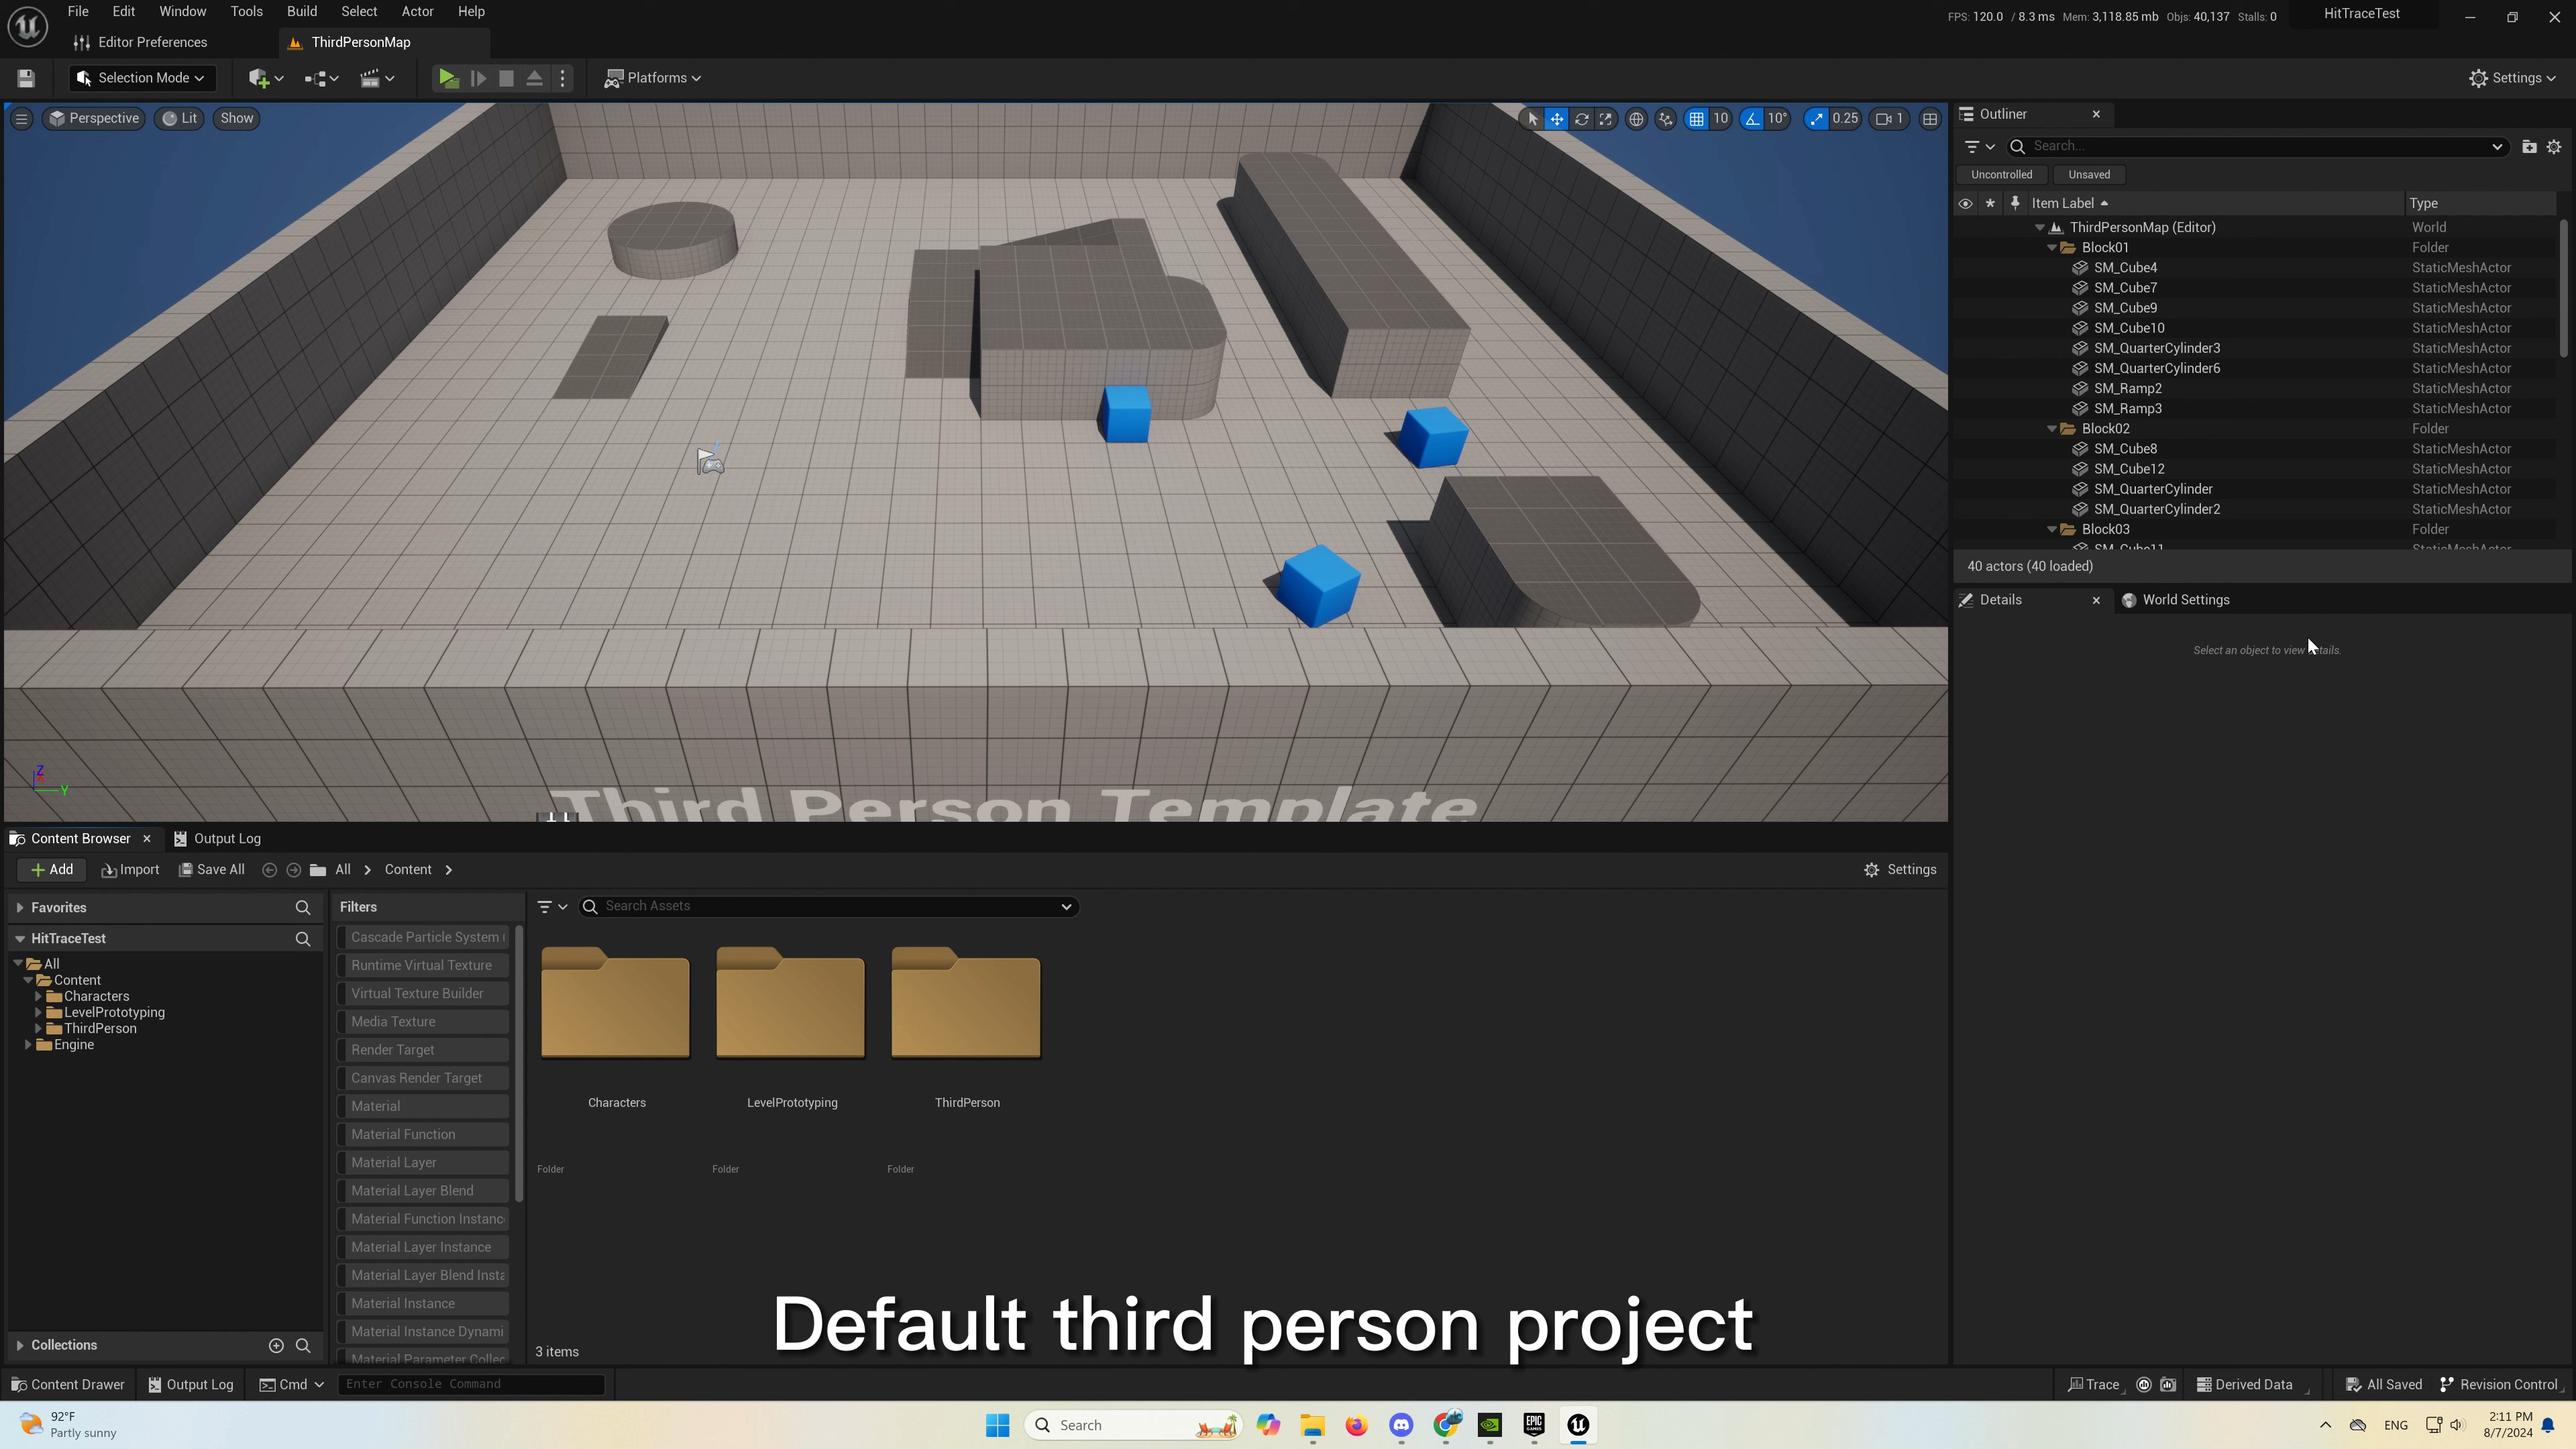 File Edit Window Tools Build Select Actor Help
FPS: 120.0 / 8.3 ms Mem: 3,118.85 mb Objs: 40,137 Stalls: 0
HitTraceTest
Editor Preferences
ThirdPersonMap
Selection Mode
Platforms
Settings
Perspective
Lit
Show
10
10°
0.25
1
Outliner
Search...
Uncontrolled
Unsaved
Item Label
Type
ThirdPersonMap (Editor) World
Block01 Folder
SM_Cube4 StaticMeshActor
SM_Cube7 StaticMeshActor
SM_Cube9 StaticMeshActor
SM_Cube10 StaticMeshActor
SM_QuarterCylinder3 StaticMeshActor
SM_QuarterCylinder6 StaticMeshActor
SM_Ramp2 StaticMeshActor
SM_Ramp3 StaticMeshActor
Block02 Folder
SM_Cube8 StaticMeshActor
SM_Cube12 StaticMeshActor
SM_QuarterCylinder StaticMeshActor
SM_QuarterCylinder2 StaticMeshActor
Block03 Folder
SM_Cube11 StaticMeshActor
40 actors (40 loaded)
Details
World Settings
Select an object to view details.
Z
Y
Third Person Template
Content Browser
Output Log
Add
Import
Save All
All
Content
Settings
Favorites
HitTraceTest
All
Content
Characters
LevelPrototyping
ThirdPerson
Engine
Collections
Filters
Cascade Particle System
Runtime Virtual Texture
Virtual Texture Builder
Media Texture
Render Target
Canvas Render Target
Material
Material Function
Material Layer
Material Layer Blend
Material Function Instanc
Material Layer Instance
Material Layer Blend Insta
Material Instance
Material Instance Dynami
Material Parameter Collec
Search Assets
Characters
LevelPrototyping
ThirdPerson
Folder
Folder
Folder
3 items
Default third person project
Content Drawer
Output Log
Cmd
Enter Console Command
Trace
Derived Data
All Saved
Revision Control
92°F
Partly sunny
Search
EPIC
GAMES
ENG
2:11 PM
8/7/2024